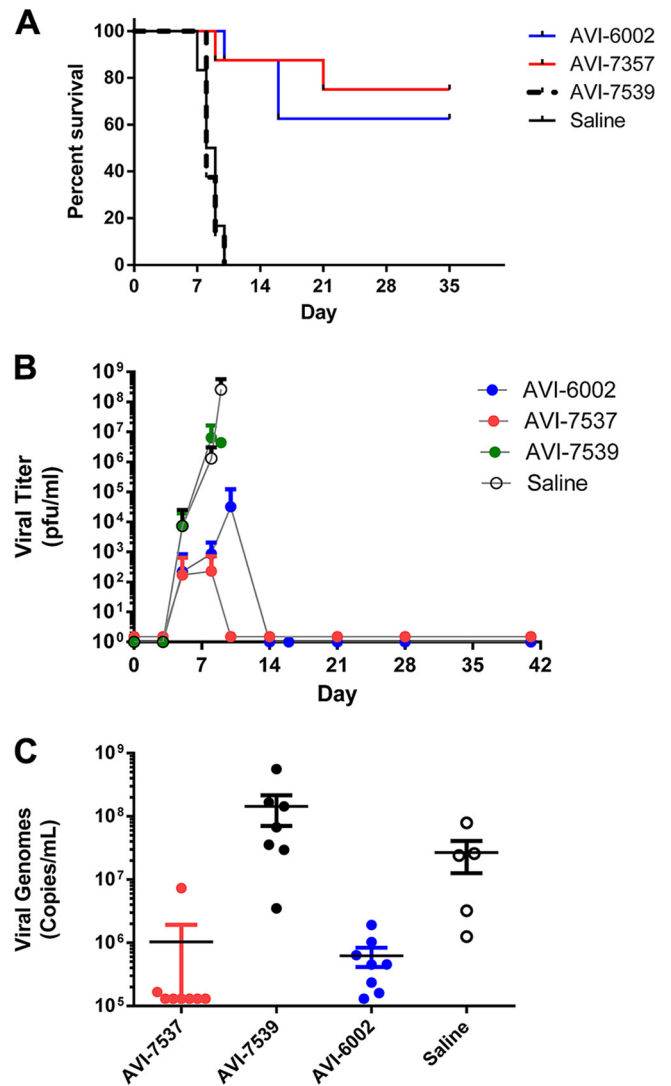 A
Percent survival
100
80
60
40
20
0
0 7 14 21 28 35
Day
AVI-6002
AVI-7357
AVI-7539
Saline
B
Viral Titer
(pfu/ml)
10⁹
10⁸
10⁷
10⁶
10⁵
10⁴
10³
10²
10¹
10⁰
0 7 14 21 28 35 42
Day
AVI-6002
AVI-7537
AVI-7539
Saline
C
Viral Genomes
(Copies/mL)
10⁹
10⁸
10⁷
10⁶
10⁵
AVI-7537
AVI-7539
AVI-6002
Saline